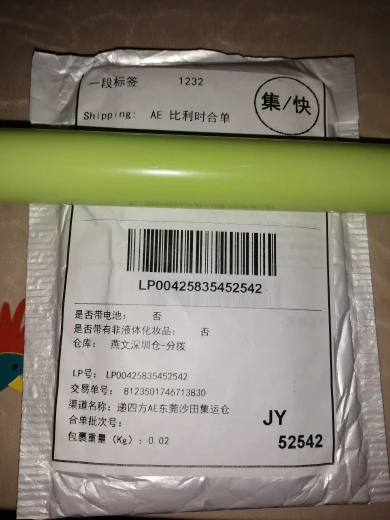 一段标签 1232
集/快
Shipping: AE 比利时合单
LP00425835452542
是否带电池: 否
是否带有非液体化妆品: 否
仓库: 燕文深圳仓-分拨
LP号: LP00425835452542
交易单号: 8123501746713830
渠道名称: 递四方AE东莞沙田集运仓
合单批次号:
包裹重量(Kg): 0.02
JY
52542